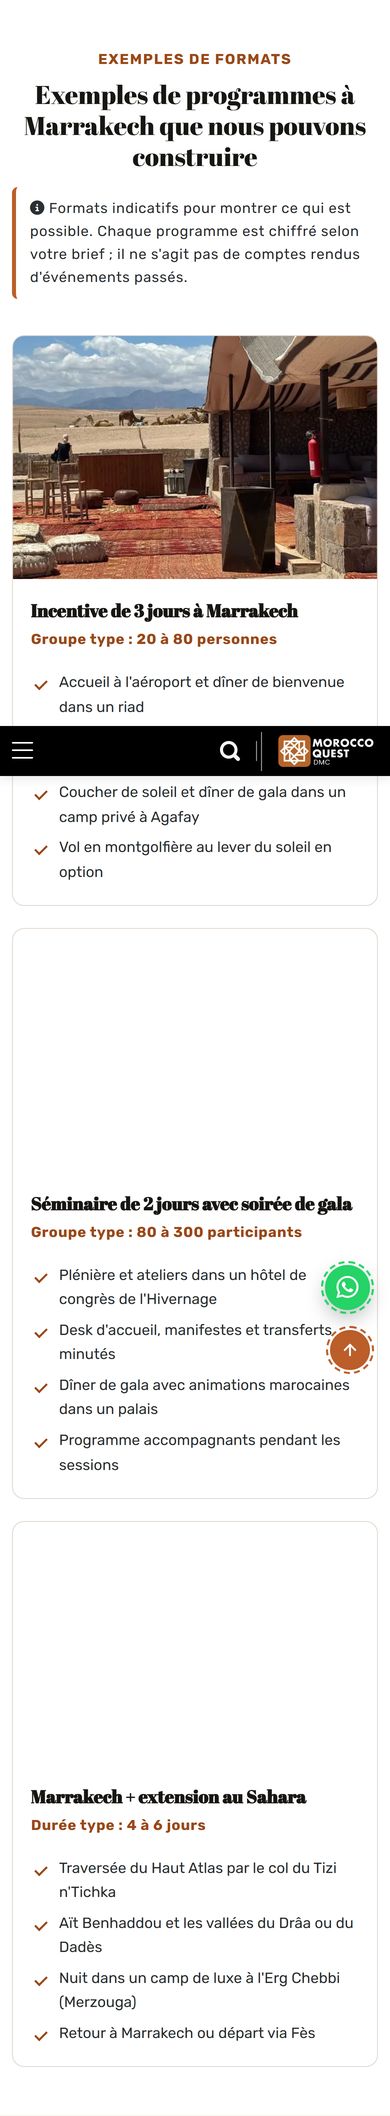 EXEMPLES DE FORMATS
Exemples de programmes à
Marrakech que nous pouvons
construire
Formats indicatifs pour montrer ce qui est
possible. Chaque programme est chiffré selon
votre brief ; il ne s'agit pas de comptes rendus
d'événements passés.
Incentive de 3 jours à Marrakech
Groupe type : 20 à 80 personnes
Accueil à l'aéroport et dîner de bienvenue
dans un riad
MOROCCO
QUEST
DMC
Coucher de soleil et dîner de gala dans un
camp privé à Agafay
Vol en montgolfière au lever du soleil en
option
Séminaire de 2 jours avec soirée de gala
Groupe type : 80 à 300 participants
Plénière et ateliers dans un hôtel de
congrès de l'Hivernage
Desk d'accueil, manifestes et transferts
minutés
Dîner de gala avec animations marocaines
dans un palais
Programme accompagnants pendant les
sessions
Marrakech + extension au Sahara
Durée type : 4 à 6 jours
Traversée du Haut Atlas par le col du Tizi
n'Tichka
Aït Benhaddou et les vallées du Drâa ou du
Dadès
Nuit dans un camp de luxe à l'Erg Chebbi
(Merzouga)
Retour à Marrakech ou départ via Fès